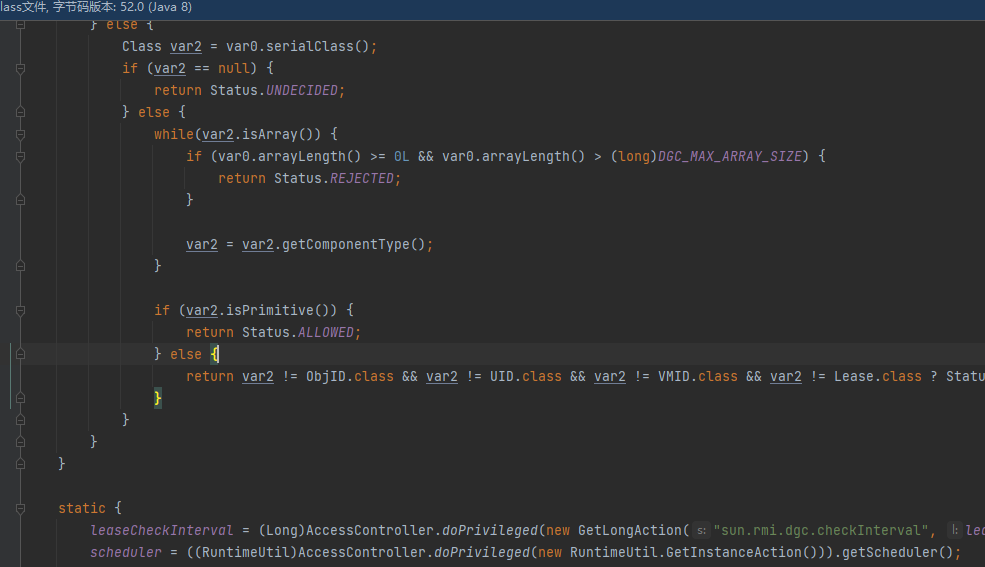 lass文件, 字节码版本: 52.0 (Java 8)
} else {
Class var2 = var0.serialClass();
if (var2 == null) {
return Status.UNDECIDED;
} else {
while(var2.isArray()) {
if (var0.arrayLength() >= 0L && var0.arrayLength() > (long)DGC_MAX_ARRAY_SIZE) {
return Status.REJECTED;
}
var2 = var2.getComponentType();
}
if (var2.isPrimitive()) {
return Status.ALLOWED;
} else {
return var2 != ObjID.class && var2 != UID.class && var2 != VMID.class && var2 != Lease.class ? Statu
}
}
}
}
static {
leaseCheckInterval = (Long)AccessController.doPrivileged(new GetLongAction( s: "sun.rmi.dgc.checkInterval", l: lea
scheduler = ((RuntimeUtil)AccessController.doPrivileged(new RuntimeUtil.GetInstanceAction())).getScheduler();